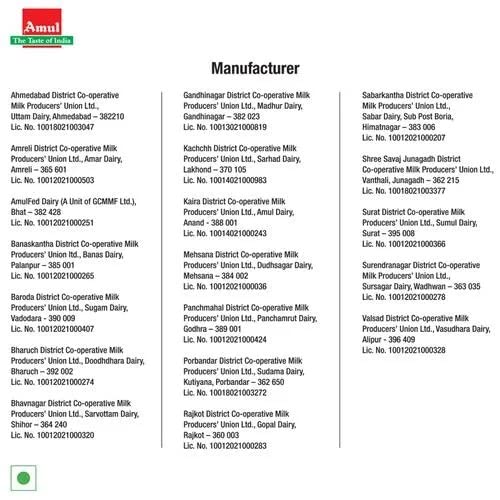 Amul
The Taste of India
Manufacturer
Ahmedabad District Co-operative
Milk Producers' Union Ltd.,
Uttam Dairy, Ahmedabad – 382210
Lic. No. 10018021003047
Amreli District Co-operative Milk
Producers' Union Ltd., Amar Dairy,
Amreli – 365 601
Lic. No. 10012021000503
AmulFed Dairy (A Unit of GCMMF Ltd.),
Bhat – 382 428
Lic. No. 10012021000251
Banaskantha District Co-operative Milk
Producers' Union ltd., Banas Dairy,
Palanpur – 385 001
Lic. No. 10012021000265
Baroda District Co-operative Milk
Producers' Union Ltd., Sugam Dairy,
Vadodara - 390 009
Lic. No. 10012021000407
Bharuch District Co-operative Milk
Producers' Union Ltd., Doodhdhara Dairy,
Bharuch – 392 002
Lic. No. 10012021000274
Bhavnagar District Co-operative Milk
Producers' Union Ltd., Sarvottam Dairy,
Shihor – 364 240
Lic. No. 10012021000320
Gandhinagar District Co-operative Milk
Producers' Union Ltd., Madhur Dairy,
Gandhinagar – 382 023
Lic. No. 10013021000819
Kachchh District Co-operative Milk
Producers' Union Ltd., Sarhad Dairy,
Lakhond – 370 105
Lic. No. 10014021000983
Kaira District Co-operative Milk
Producers' Union Ltd., Amul Dairy,
Anand - 388 001
Lic. No. 10014021000243
Mehsana District Co-operative Milk
Producers' Union Ltd., Dudhsagar Dairy,
Mehsana – 384 002
Lic. No. 10012021000036
Panchmahal District Co-operative Milk
Producers' Union Ltd., Panchamrut Dairy,
Godhra – 389 001
Lic. No. 10012021000424
Porbandar District Co-operative Milk
Producers' Union Ltd., Sudama Dairy,
Kutiyana, Porbandar – 362 650
Lic. No. 10018021003272
Rajkot District Co-operative Milk
Producers' Union Ltd., Gopal Dairy,
Rajkot – 360 003
Lic. No. 10012021000283
Sabarkantha District Co-operative
Milk Producers' Union Ltd.,
Sabar Dairy, Sub Post Boria,
Himatnagar – 383 006
Lic. No. 10012021000207
Shree Savaj Junagadh District
Co-operative Milk Producers' Union Ltd.,
Vanthali, Junagadh – 362 215
Lic. No. 10018021003377
Surat District Co-operative Milk
Producers' Union Ltd., Sumul Dairy,
Surat – 395 008
Lic. No. 10012021000366
Surendranagar District Co-operative
Milk Producers' Union Ltd.,
Sursagar Dairy, Wadhwan – 363 035
Lic. No. 10012021000278
Valsad District Co-operative Milk
Producers' Union Ltd., Vasudhara Dairy,
Alipur - 396 409
Lic. No. 10012021000328